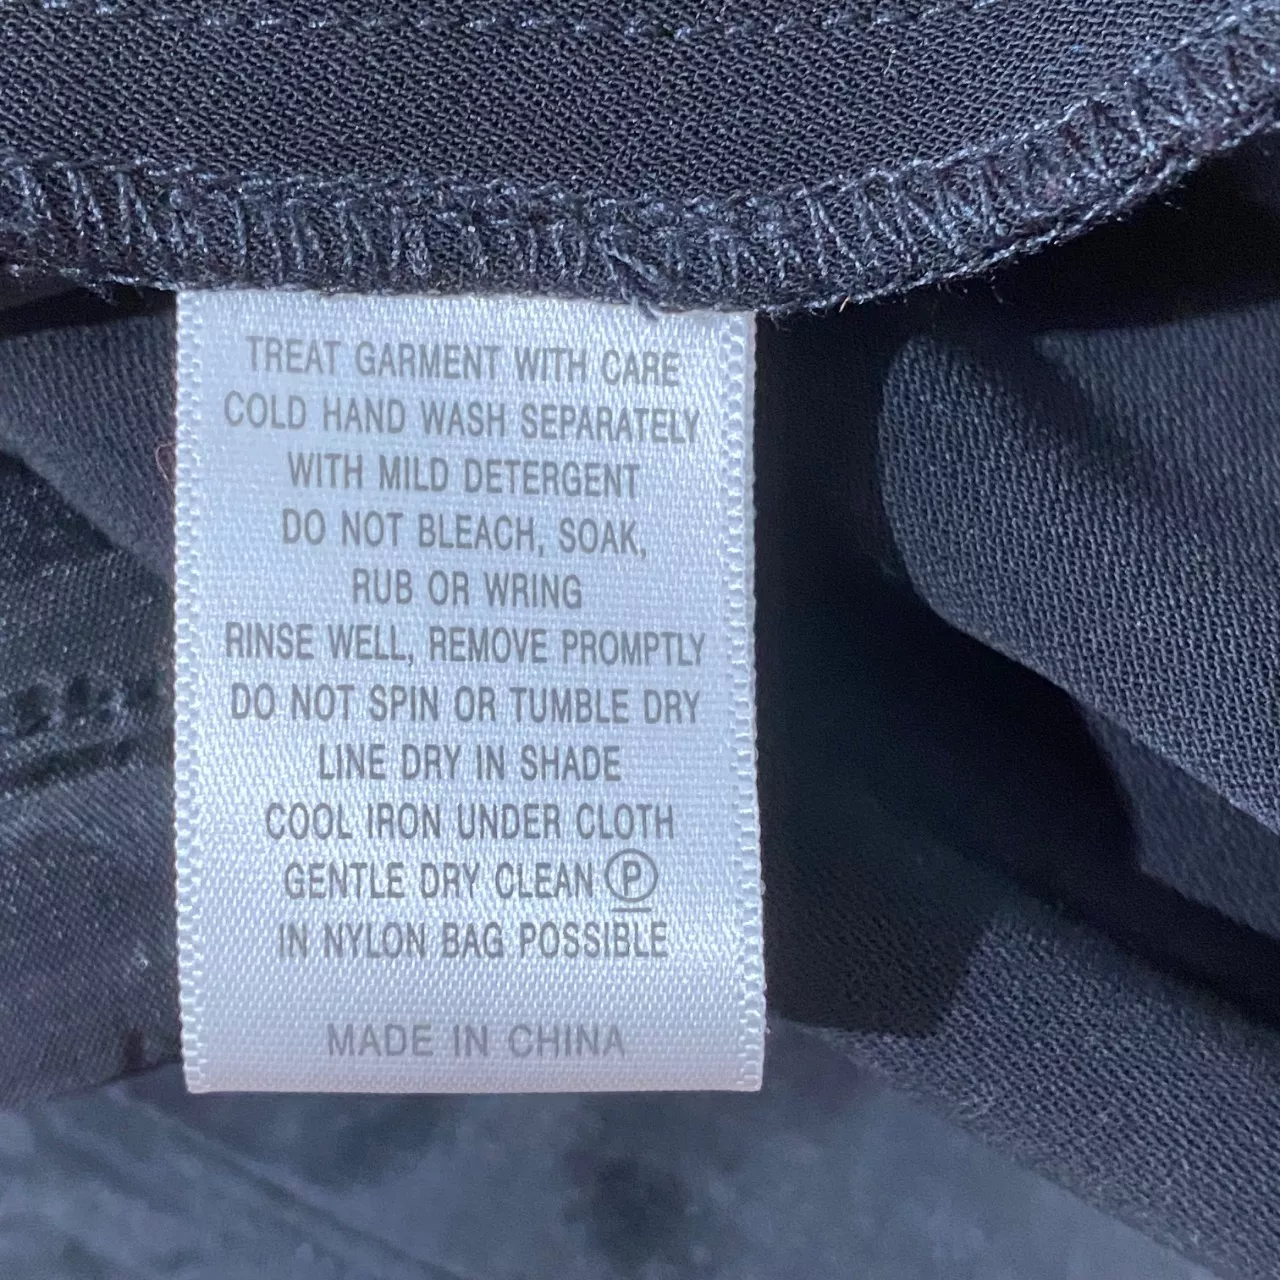 TREAT GARMENT WITH CARE
COLD HAND WASH SEPARATELY
WITH MILD DETERGENT
DO NOT BLEACH, SOAK,
RUB OR WRING
RINSE WELL, REMOVE PROMPTLY
DO NOT SPIN OR TUMBLE DRY
LINE DRY IN SHADE
COOL IRON UNDER CLOTH
GENTLE DRY CLEAN Ⓟ
IN NYLON BAG POSSIBLE
MADE IN CHINA